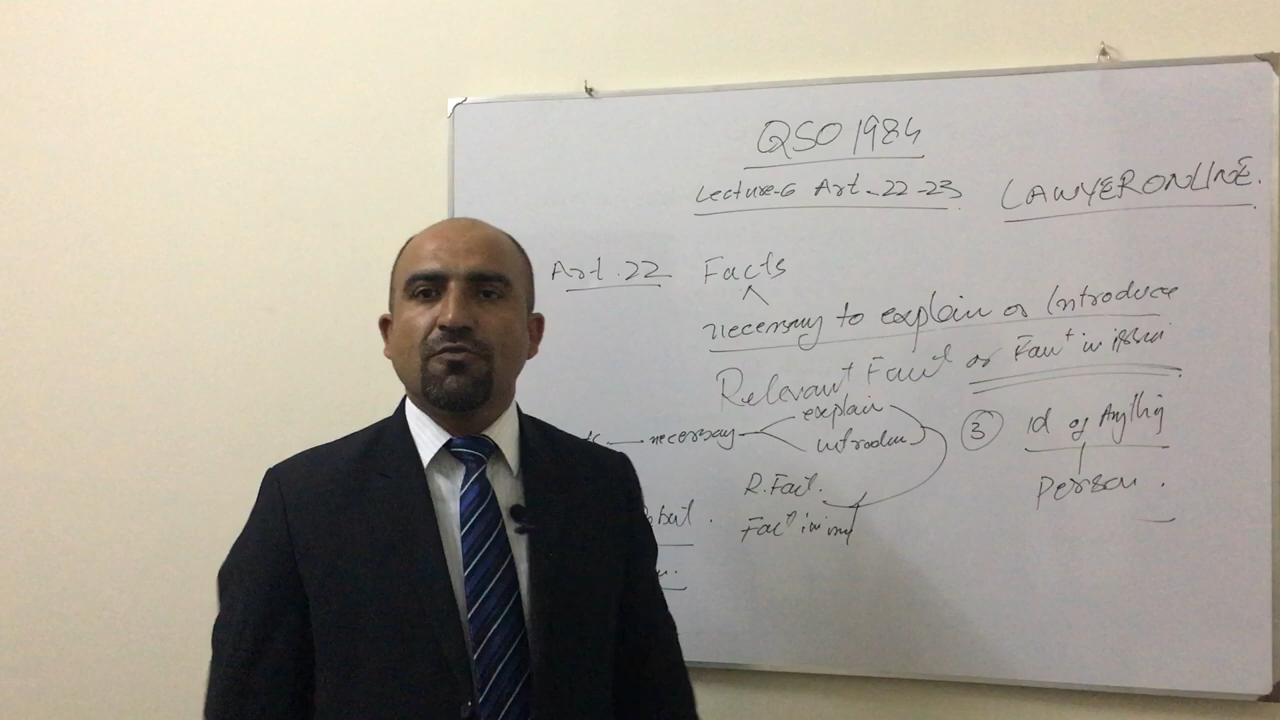 QSO 1984
Lecture-6 Art-22-23
LAWYERONLINE.
Art. 22 Facts
necessary to explain or Introduce
Relevant Fact or Fact in issue
explain
necessary
introduce
3 id of Anything
Person.
R. Fact.
Fact in